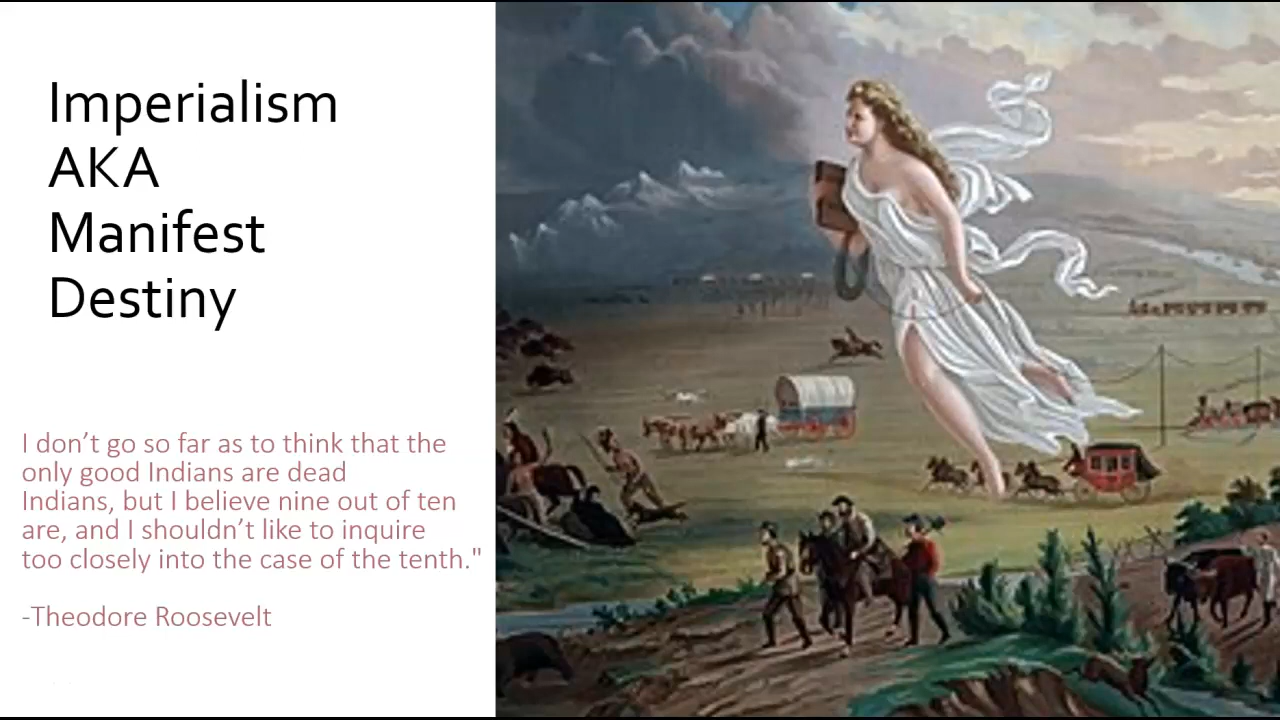 Imperialism
AKA
Manifest
Destiny
I don’t go so far as to think that the
only good Indians are dead
Indians, but I believe nine out of ten
are, and I shouldn’t like to inquire
too closely into the case of the tenth."
-Theodore Roosevelt